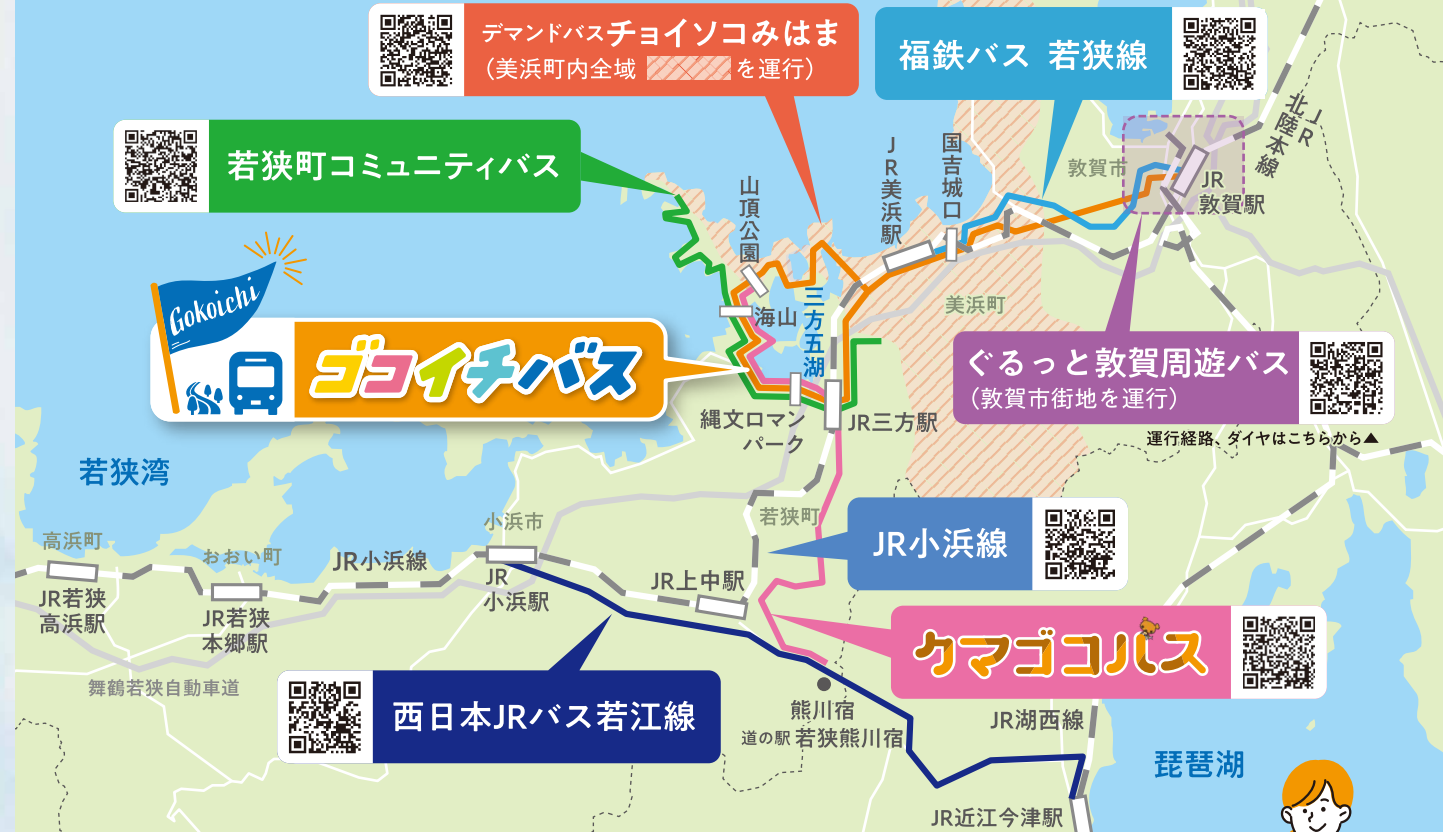 デマンドバスチョイソコみはま
（美浜町内全域 を運行）
福鉄バス 若狭線
若狭町コミュニティバス
JR北陸本線
敦賀市
JR
敦賀駅
国吉城口
JR美浜駅
山頂公園
Gokoichi
ゴコイチバス
海山
三方五湖
美浜町
ぐるっと敦賀周遊バス
（敦賀市街地を運行）
運行経路、ダイヤはこちらから▲
縄文ロマン
パーク
JR三方駅
若狭湾
高浜町
おおい町
小浜市
若狭町
JR小浜線
JR小浜線
JR若狭
高浜駅
JR若狭
本郷駅
JR
小浜駅
JR上中駅
クマゴコバス
舞鶴若狭自動車道
西日本JRバス若江線
熊川宿
道の駅 若狭熊川宿
JR湖西線
琵琶湖
JR近江今津駅